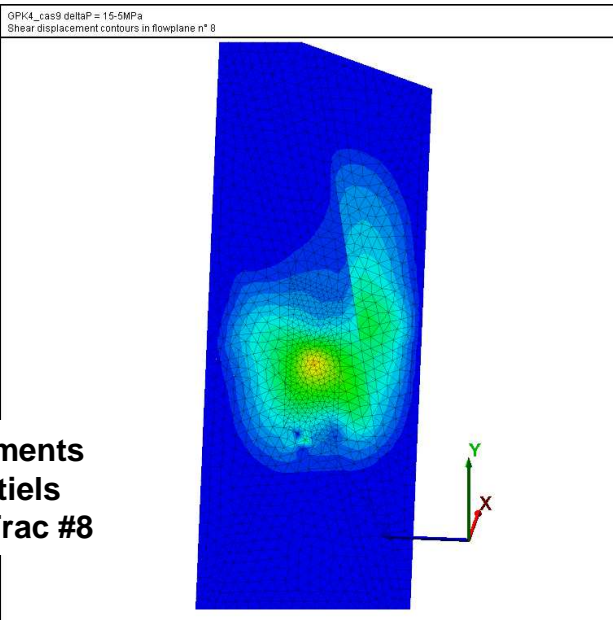 GPK4_cas9 deltaP = 15-5MPa
Shear displacement contours in flowplane n° 8
ments
tiels
rac #8
Y
X